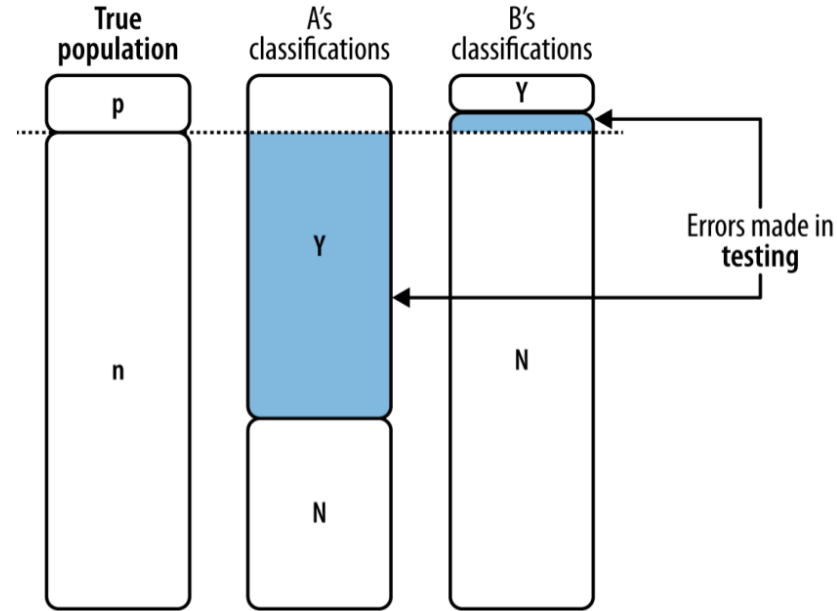 True
population
A's
classifications
B's
classifications
p
n
Y
N
Y
N
Errors made in
testing